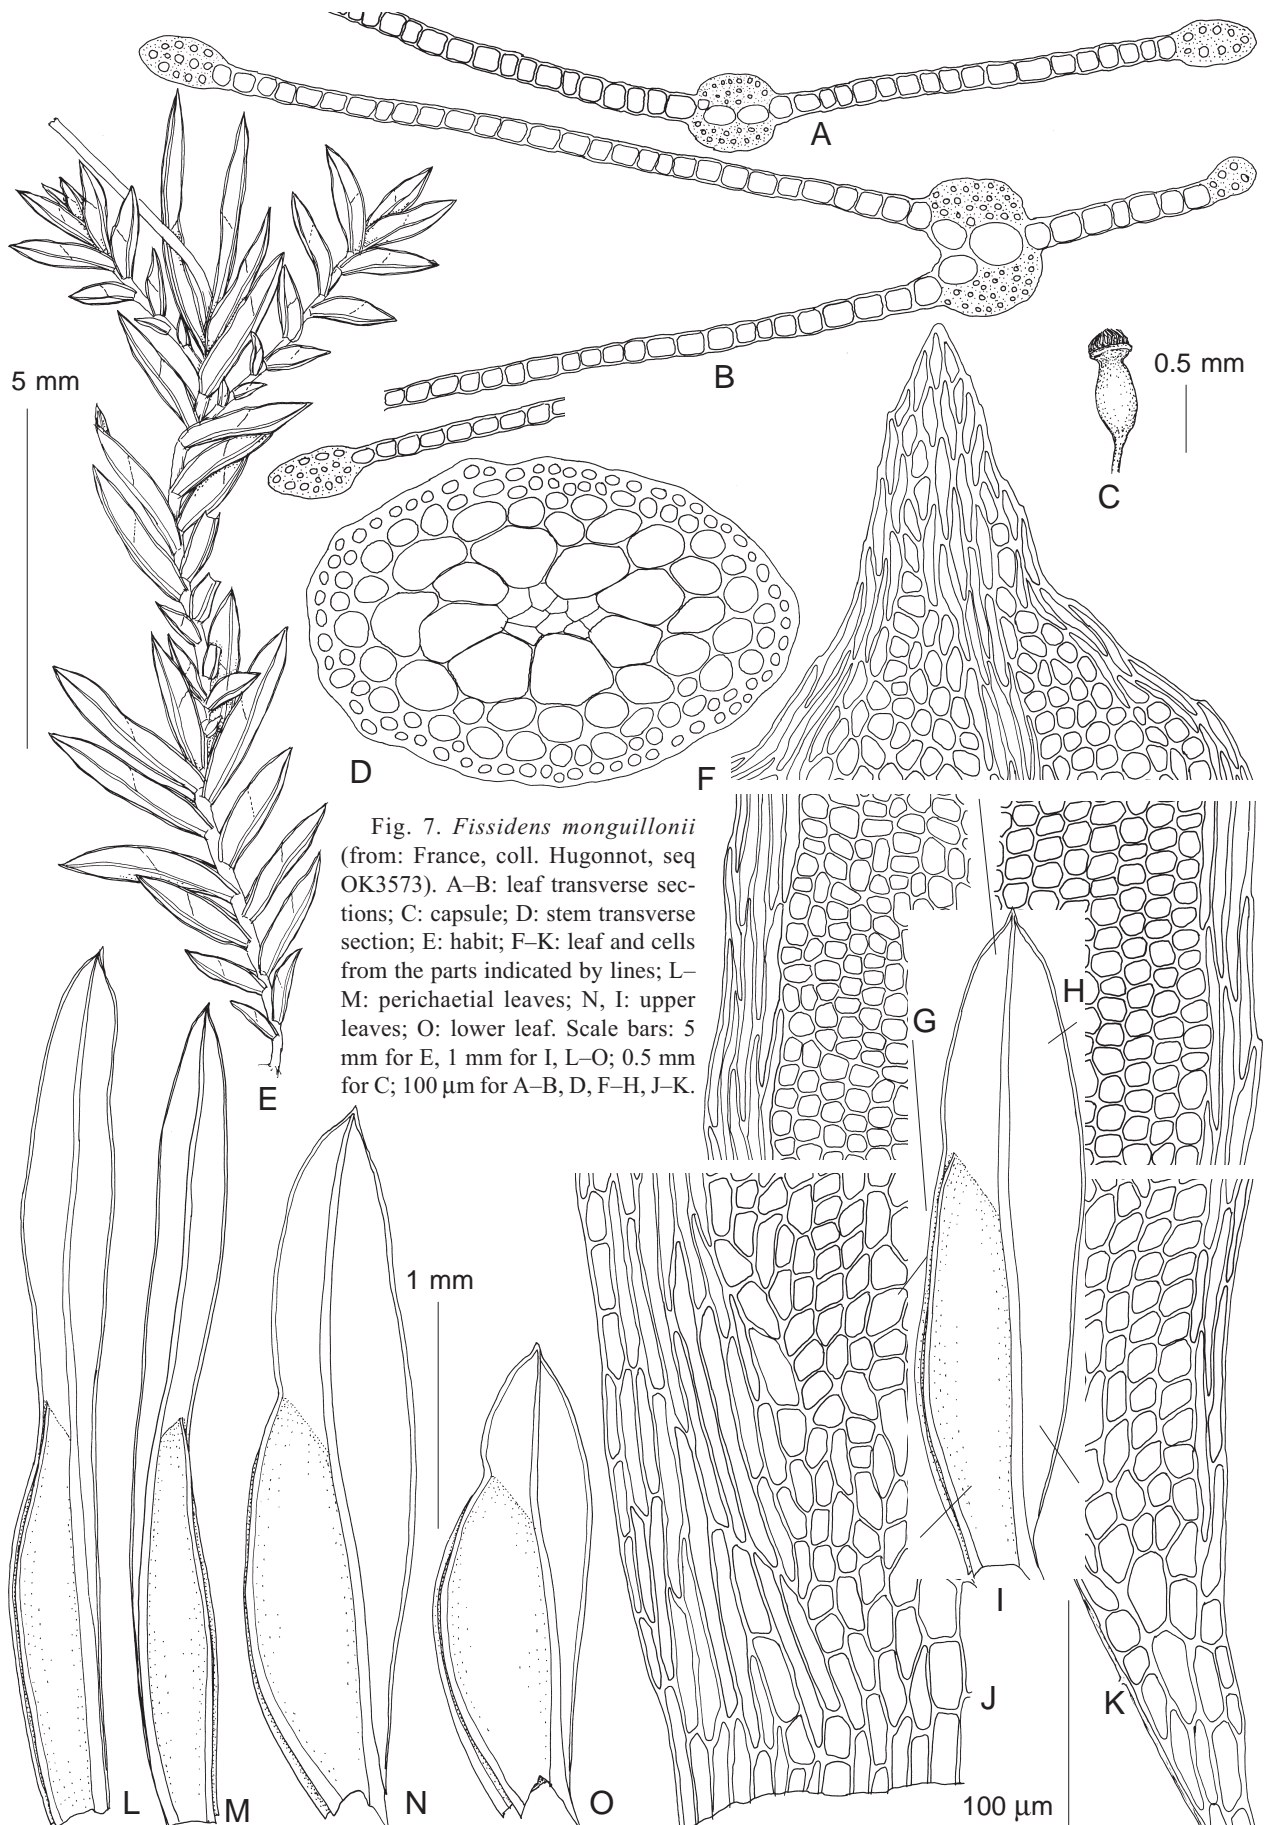 A
B
5 mm
0.5 mm
C
D
F
Fig. 7. Fissidens monguillonii
(from: France, coll. Hugonnot, seq
OK3573). A–B: leaf transverse sec-
tions; C: capsule; D: stem transverse
section; E: habit; F–K: leaf and cells
from the parts indicated by lines; L–
M: perichaetial leaves; N, I: upper
leaves; O: lower leaf. Scale bars: 5
mm for E, 1 mm for I, L–O; 0.5 mm
for C; 100 µm for A–B, D, F–H, J–K.
H
G
E
1 mm
I
J
K
L
M
N
O
100 µm